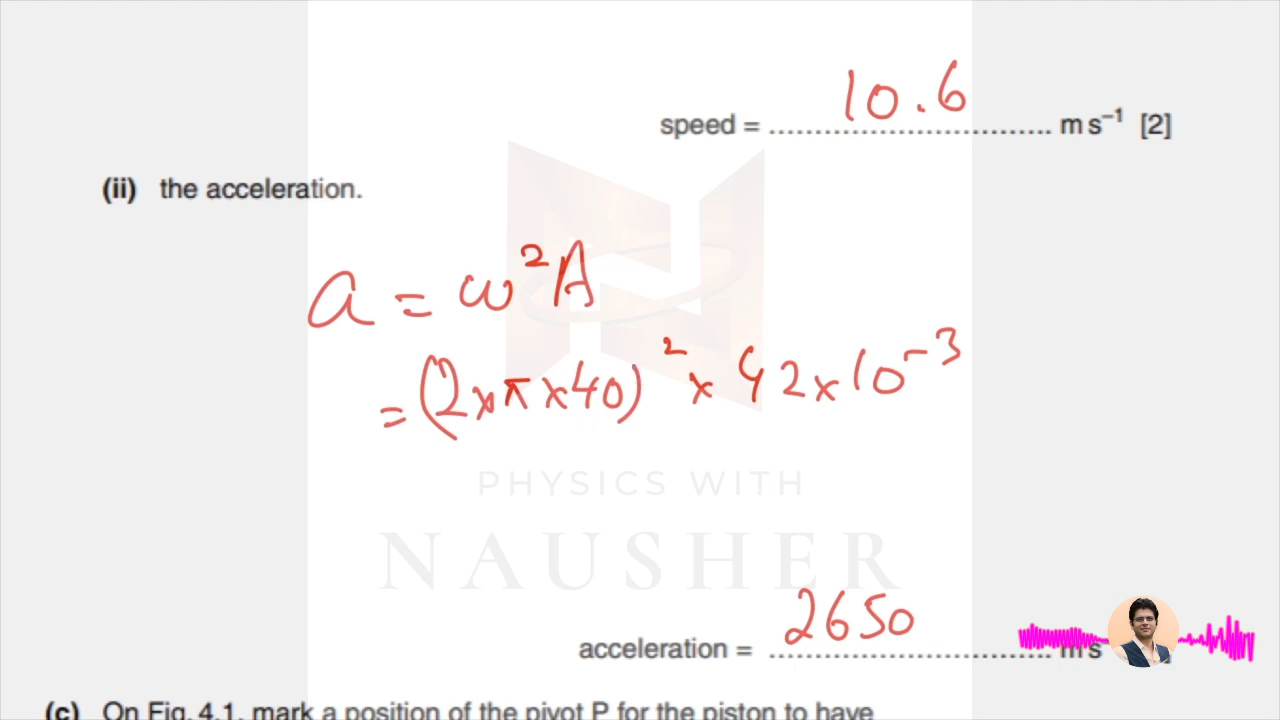 10.6
speed = .............................. m s⁻¹ [2]
(ii) the acceleration.
a = ω²A
= (2×π×40)² × 42×10⁻³
PHYSICS WITH
NAUSHER
2650
acceleration = .............................. m s
(c) On Fig. 4.1, mark a position of the pivot P for the piston to have